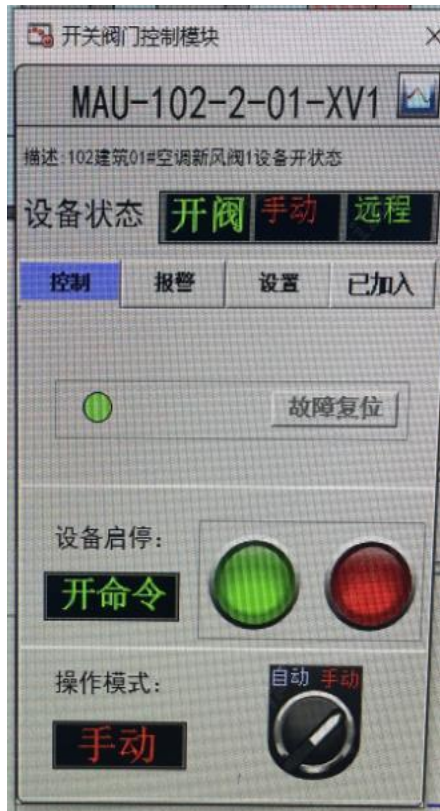 开关阀门控制模块
MAU-102-2-01-XV1
描述:102建筑01#空调新风阀1设备开状态
设备状态 开阀 手动 远程
控制 报警 设置 已加入
故障复位
设备启停:
开命令
操作模式: 自动 手动
手动